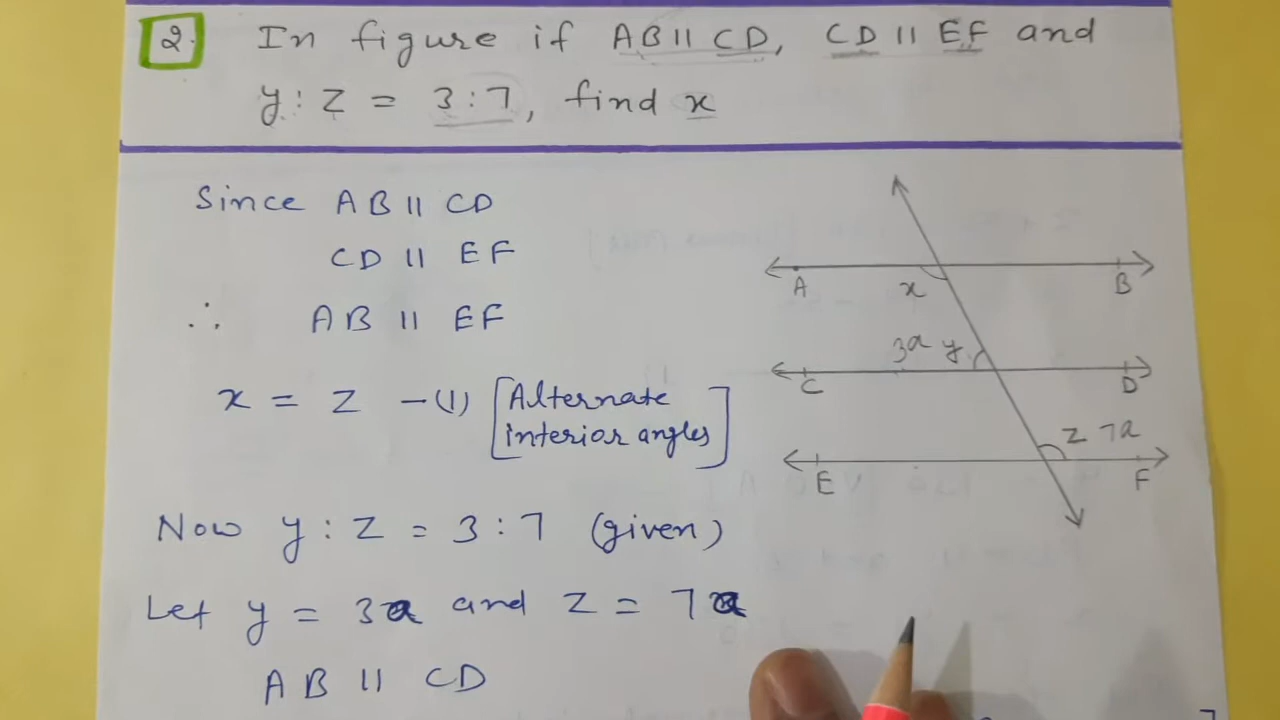 2. In figure if AB || CD, CD || EF and
y : z = 3 : 7, find x
Since AB || CD
CD || EF
∴ AB || EF
x = z - (1) [Alternate
interior angles]
Now y : z = 3 : 7 (given)
Let y = 3a and z = 7a
AB || CD
A
x
B
3a y
C
D
z 7a
E
F